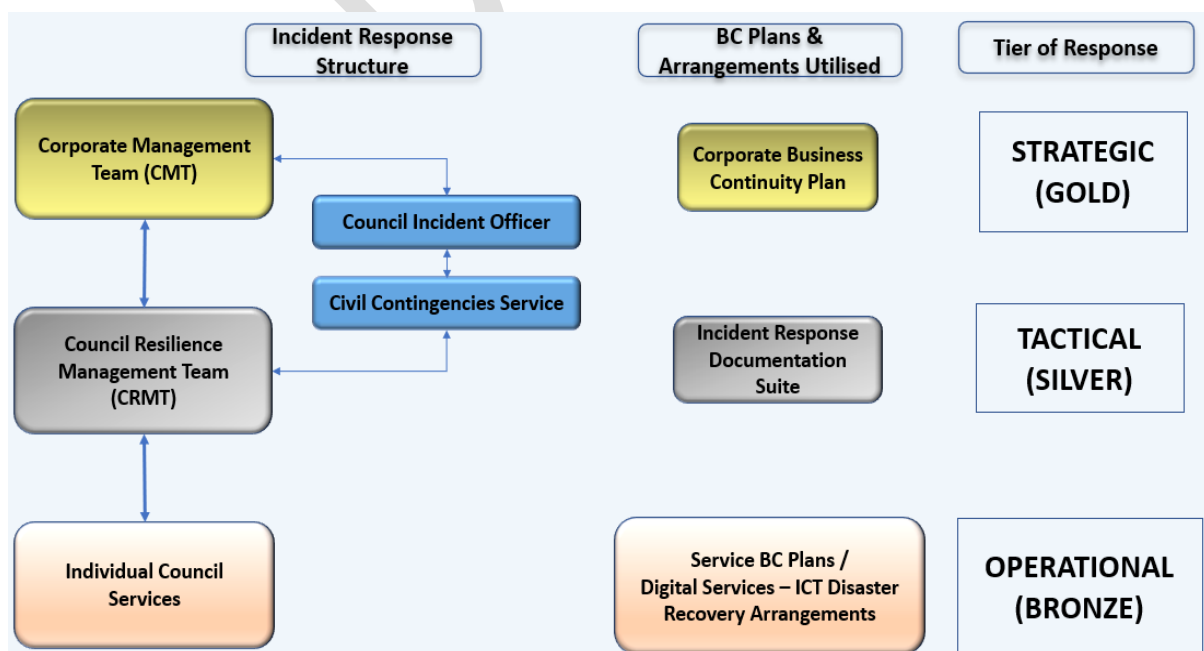 Incident Response
Structure
BC Plans &
Arrangements Utilised
Tier of Response
Corporate Management
Team (CMT)
Council Incident Officer
Civil Contingencies Service
Corporate Business
Continuity Plan
STRATEGIC
(GOLD)
Council Resilience
Management Team
(CRMT)
Incident Response
Documentation
Suite
TACTICAL
(SILVER)
Individual Council
Services
Service BC Plans /
Digital Services – ICT Disaster
Recovery Arrangements
OPERATIONAL
(BRONZE)